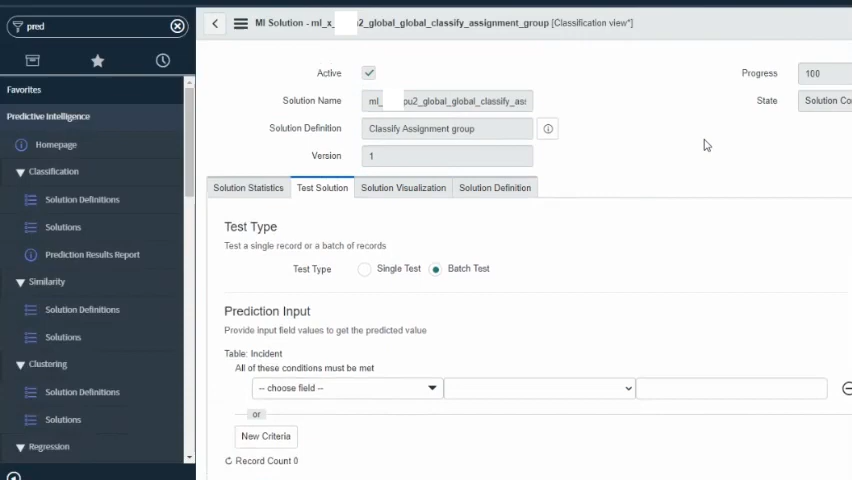 pred
MI Solution - ml_x_ u2_global_global_classify_assignment_group [Classification view*]
Favorites
Predictive Intelligence
Homepage
Classification
Solution Definitions
Solutions
Prediction Results Report
Similarity
Solution Definitions
Solutions
Clustering
Solution Definitions
Solutions
Regression
Active
Progress 100
Solution Name ml_ pu2_global_global_classify_as
State Solution Co
Solution Definition Classify Assignment group
Version 1
Solution Statistics Test Solution Solution Visualization Solution Definition
Test Type
Test a single record or a batch of records
Test Type Single Test Batch Test
Prediction Input
Provide input field values to get the predicted value
Table: Incident
All of these conditions must be met
-- choose field --
or
New Criteria
Record Count 0